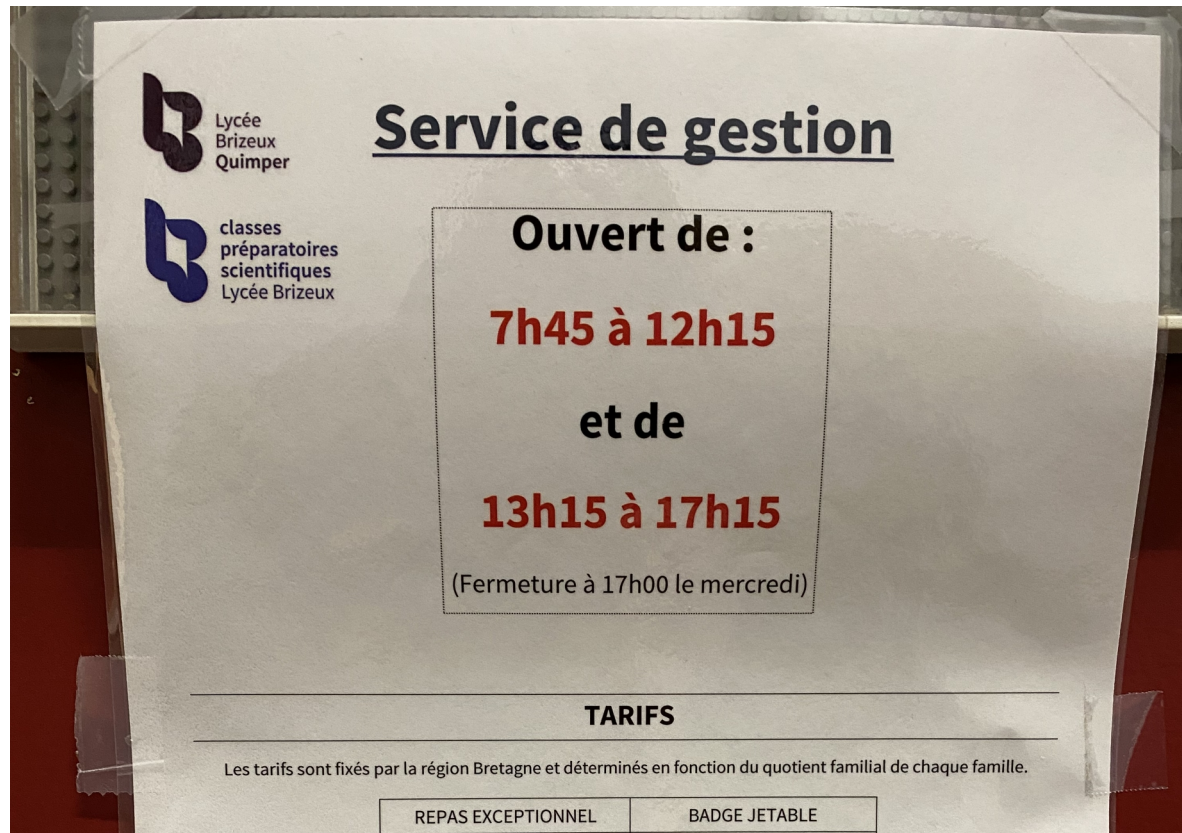 Lycée
Brizeux
Quimper
Service de gestion
classes
préparatoires
scientifiques
Lycée Brizeux
Ouvert de :
7h45 à 12h15
et de
13h15 à 17h15
(Fermeture à 17h00 le mercredi)
TARIFS
Les tarifs sont fixés par la région Bretagne et déterminés en fonction du quotient familial de chaque famille.
REPAS EXCEPTIONNEL BADGE JETABLE